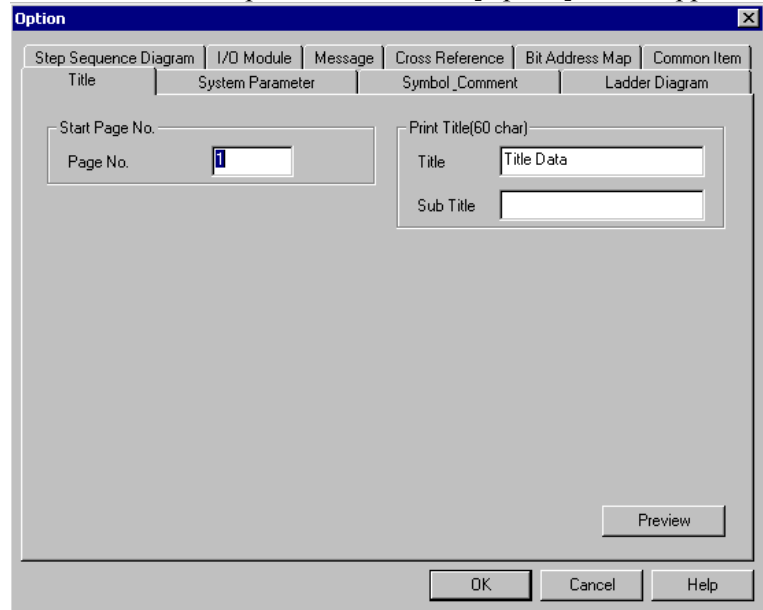 Option
Step Sequence Diagram I/O Module Message Cross Reference Bit Address Map Common Item
Title System Parameter Symbol_Comment Ladder Diagram
Start Page No. Print Title(60 char)
Page No. 1 Title Title Data
Sub Title
Preview
OK Cancel Help